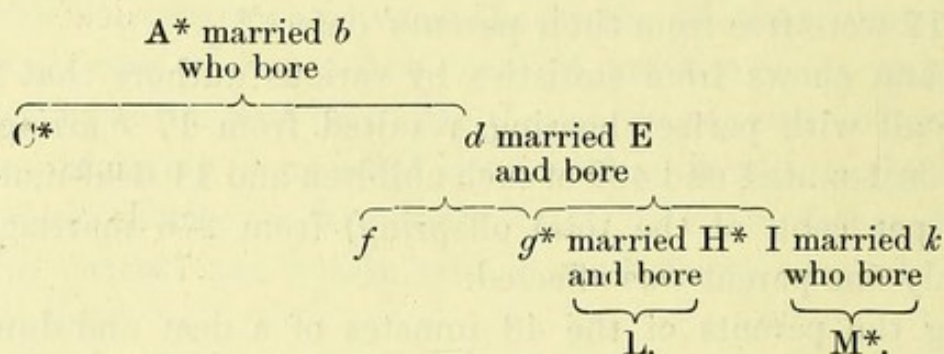 A* married b
who bore
C*
d married E
and bore
f
g* married H*
I married k
and bore
who bore
L.
M*.